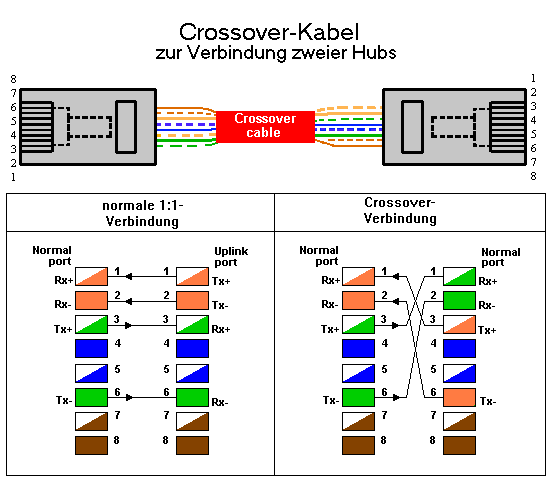 Crossover-Kabel
zur Verbindung zweier Hubs
8
7
6
5
4
3
2
1
Crossover
cable
1
2
3
4
5
6
7
8
normale 1:1-
Verbindung
Normal
port
Uplink
port
Rx+ 1 1 Tx+
Rx- 2 2 Tx-
Tx+ 3 3 Rx+
4 4
5 5
Tx- 6 6 Rx-
7 7
8 8
Crossover-
Verbindung
Normal
port
Normal
port
Rx+ 1 1 Rx+
Rx- 2 2 Rx-
Tx+ 3 3 Tx+
4 4
5 5
Tx- 6 6 Tx-
7 7
8 8